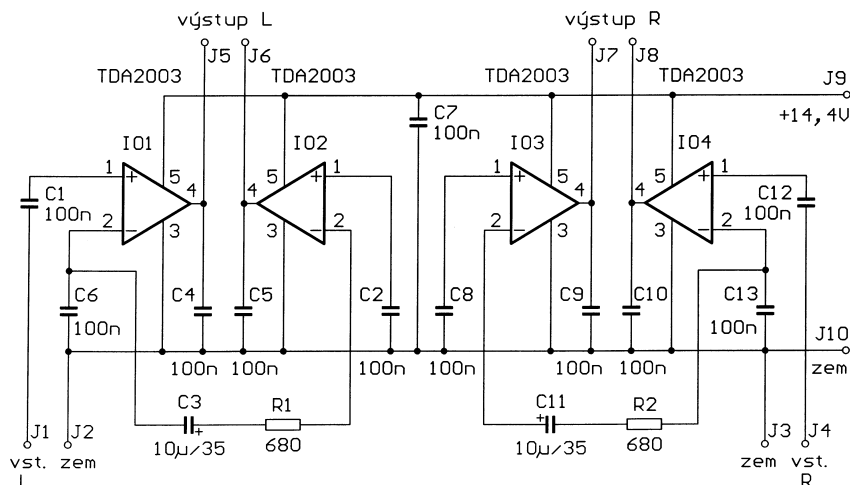 výstup L
výstup R
J5 J6
J7 J8
TDA2003 TDA2003 TDA2003 TDA2003
J9
+14,4V
C7
100n
IO1 IO2 IO3 IO4
1 5 4 2 3
4 5 1 3 2
1 5 4 2 3
4 5 1 3 2
C1
100n
C12
100n
C6
100n
C4
100n
C5
100n
C2
100n
C8
100n
C9
100n
C10
100n
C13
100n
J10
zem
C3
10µ/35
R1
680
C11
10µ/35
R2
680
J1
vst.
L
J2
zem
J3
zem
J4
vst.
R